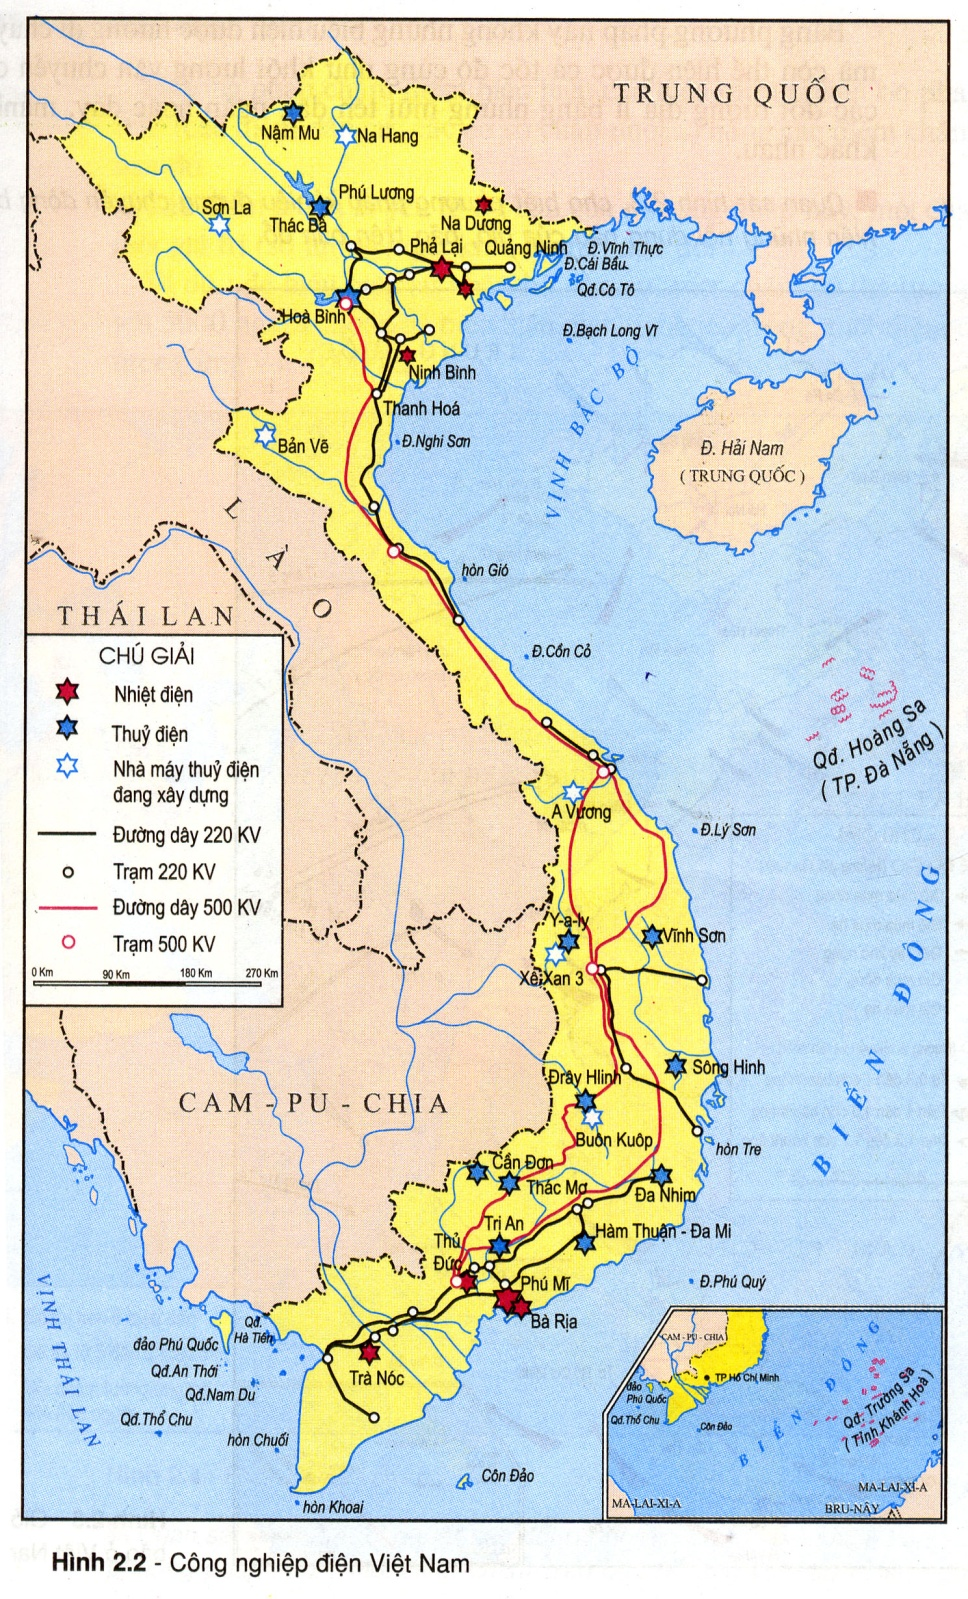 TRUNG QUỐC
Nậm Mu
Na Hang
Sơn La
Phú Lương
Thác Bà
Na Dương
Phả Lại
Quảng Ninh
Đ.Vĩnh Thực
Đ.Cái Bầu
Qđ.Cô Tô
Hoà Bình
Đ.Bạch Long Vĩ
Ninh Bình
Thanh Hoá
Đ.Nghi Sơn
Bản Vẽ
VỊNH BẮC BỘ
Đ. Hải Nam
( TRUNG QUỐC )
LÀO
hòn Gió
THÁI LAN
Đ.Cồn Cỏ
CHÚ GIẢI
Nhiệt điện
Thuỷ điện
Nhà máy thuỷ điện
đang xây dựng
Đường dây 220 KV
Trạm 220 KV
Đường dây 500 KV
Trạm 500 KV
0 Km 90 Km 180 Km 270 Km
Qđ. Hoàng Sa
( TP. Đà Nẵng )
A Vương
Đ.Lý Sơn
Y-a-ly
Vĩnh Sơn
Xê Xan 3
BIỂN ĐÔNG
Sông Hinh
Đrây Hlinh
Buôn Kuôp
CAM - PU - CHIA
hòn Tre
Cần Đơn
Thác Mơ
Đa Nhim
Trị An
Hàm Thuận - Đa Mi
Thủ
Đức
Phú Mĩ
Đ.Phú Quý
Bà Rịa
VỊNH THÁI LAN
Qđ.
Hà Tiên
đảo Phú Quốc
Qđ.An Thới
Trà Nóc
Qđ.Nam Du
Qđ.Thổ Chu
hòn Chuối
Côn Đảo
hòn Khoai
CAM - PU - CHIA
TP Hồ Chí Minh
đảo
Phú Quốc
Qđ.Thổ Chu
Côn Đảo
BIỂN ĐÔNG
Qđ. Trường Sa
( Tỉnh Khánh Hoà )
MA-LAI-XI-A
MA-LAI-XI-A
BRU-NÂY
Hình 2.2 - Công nghiệp điện Việt Nam